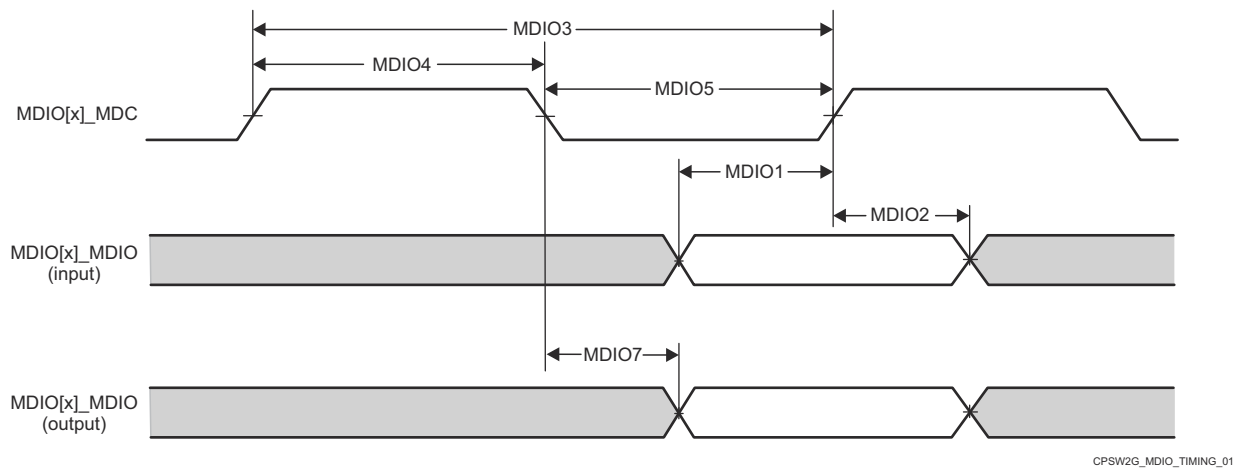 MDIO3
MDIO4
MDIO5
MDIO[x]_MDC
MDIO1
MDIO2
MDIO[x]_MDIO
(input)
MDIO7
MDIO[x]_MDIO
(output)
CPSW2G_MDIO_TIMING_01